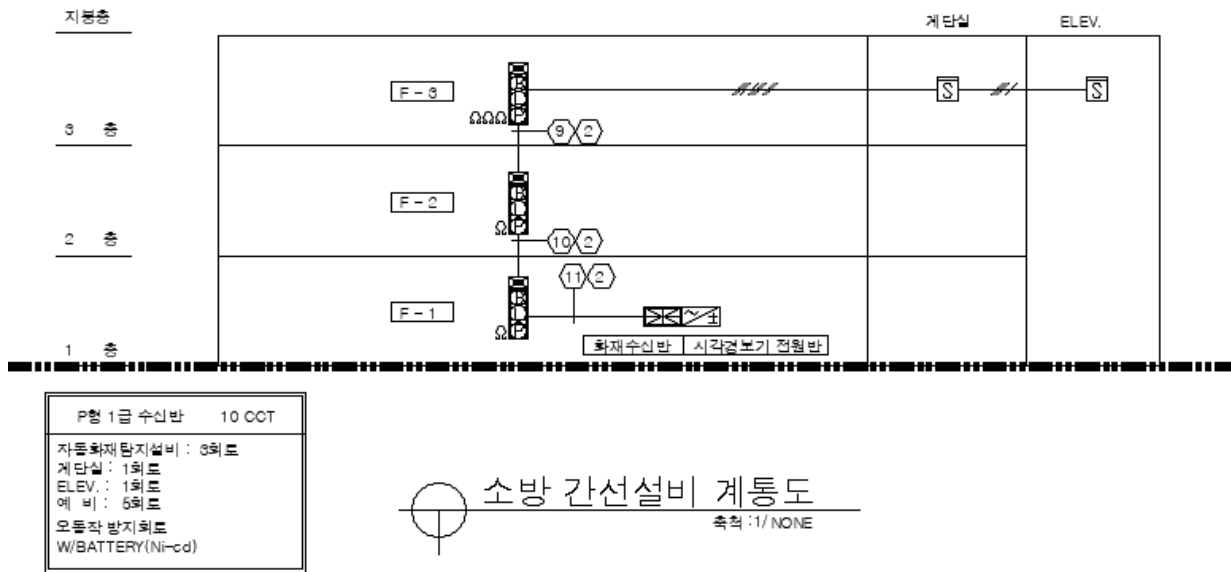 지붕층
계단실 ELEV.
F-3
B
L
P
ΩΩΩ
S
S
3 층
9 2
F-2
B
L
P
Ω
2 층
10 2
11 2
F-1
B
L
P
Ω
화재수신반 시각경보기 전원반
1 층
P형 1급 수신반 10 CCT
자동화재탐지설비 : 3회로
계단실 : 1회로
ELEV. : 1회로
예 비 : 5회로
오동작 방지회로
W/BATTERY(Ni-cd)
소방 간선설비 계통도
축척 :1/ NONE